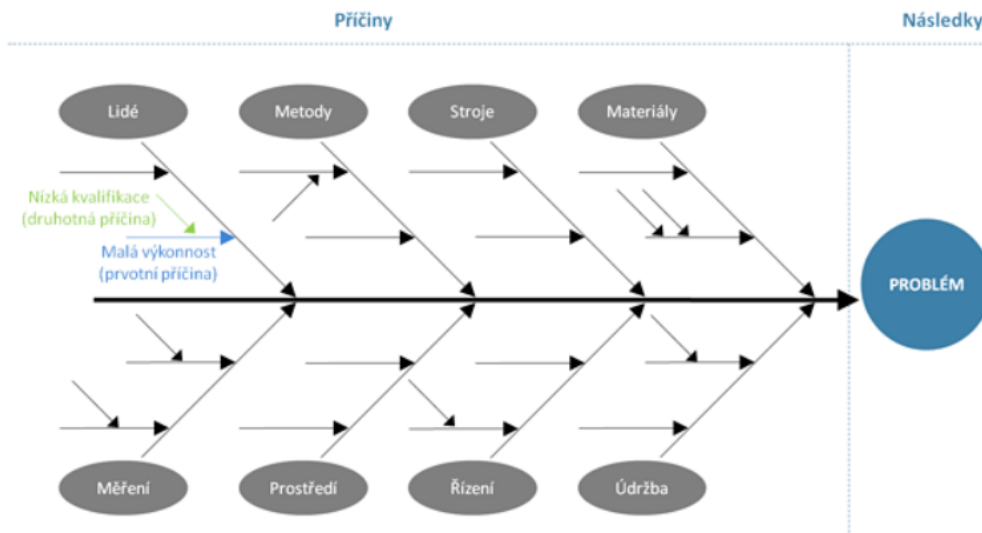 Příčiny
Následky
Lidé
Metody
Stroje
Materiály
Nízká kvalifikace
(druhotná příčina)
Malá výkonnost
(prvotní příčina)
PROBLÉM
Měření
Prostředí
Řízení
Údržba